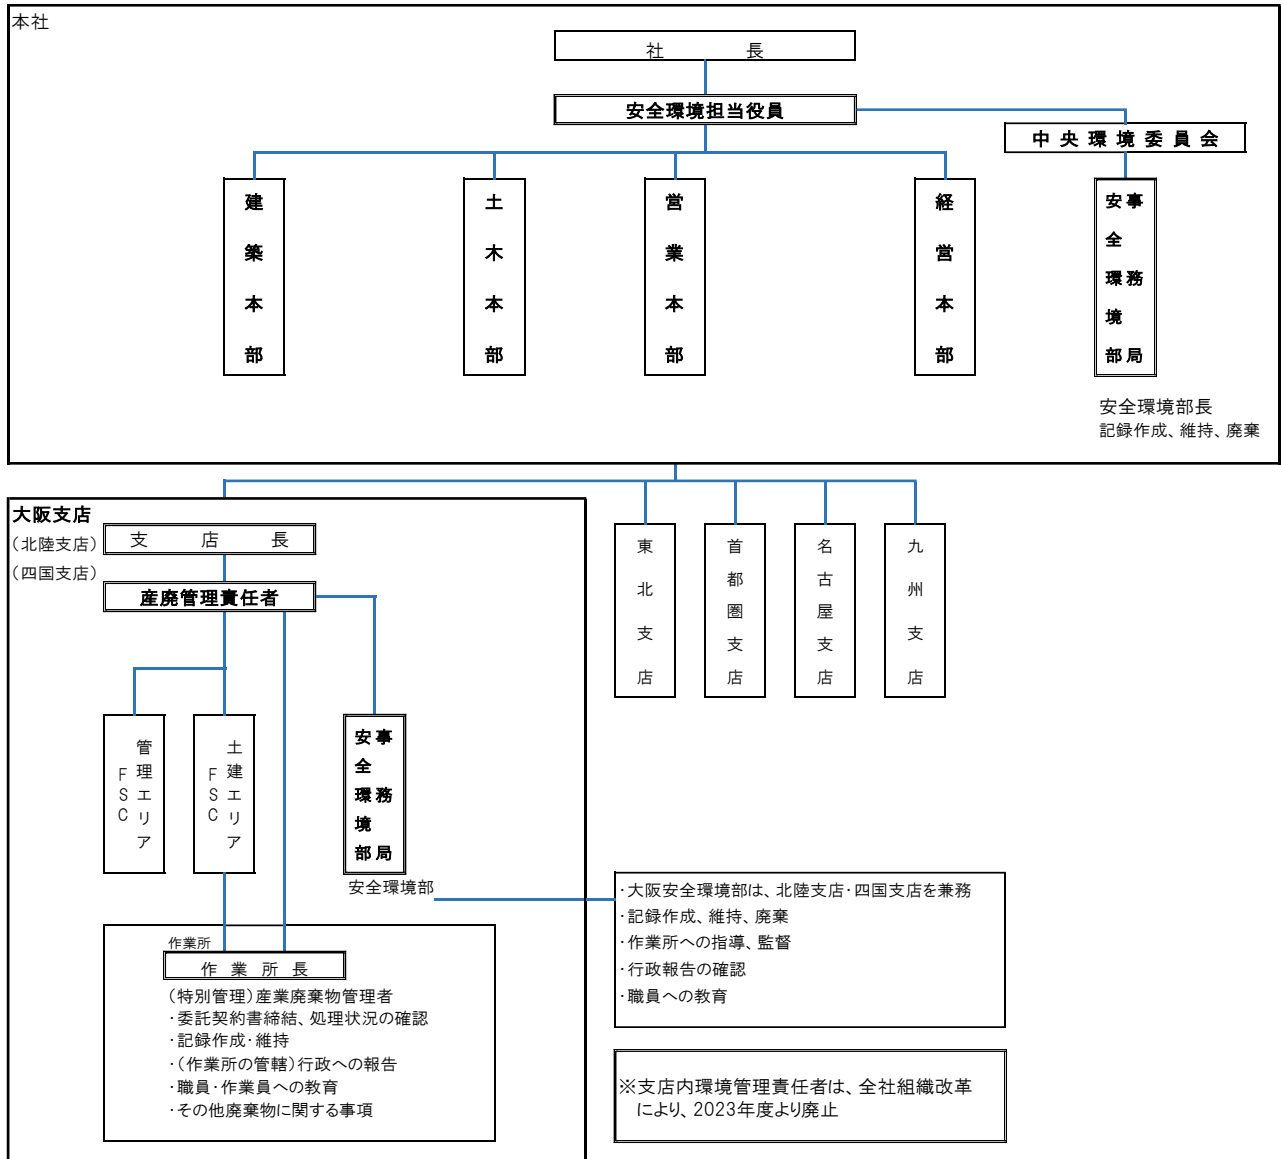 本社
社長
安全環境担当役員
中央環境委員会
建築本部
土木本部
営業本部
経営本部
安全環境部
事務局
安全環境部長
記録作成、維持、廃棄
大阪支店
(北陸支店)
(四国支店)
支店長
産廃管理責任者
東北支店
首都圏支店
名古屋支店
九州支店
管理エリア
FSC
土建エリア
FSC
安全環境部
事務局
安全環境部
・大阪安全環境部は、北陸支店・四国支店を兼務
・記録作成、維持、廃棄
・作業所への指導、監督
・行政報告の確認
・職員への教育
作業所
作業所長
(特別管理)産業廃棄物管理者
・委託契約書締結、処理状況の確認
・記録作成・維持
・(作業所の管轄)行政への報告
・職員・作業員への教育
・その他廃棄物に関する事項
※支店内環境管理責任者は、全社組織改革
により、2023年度より廃止